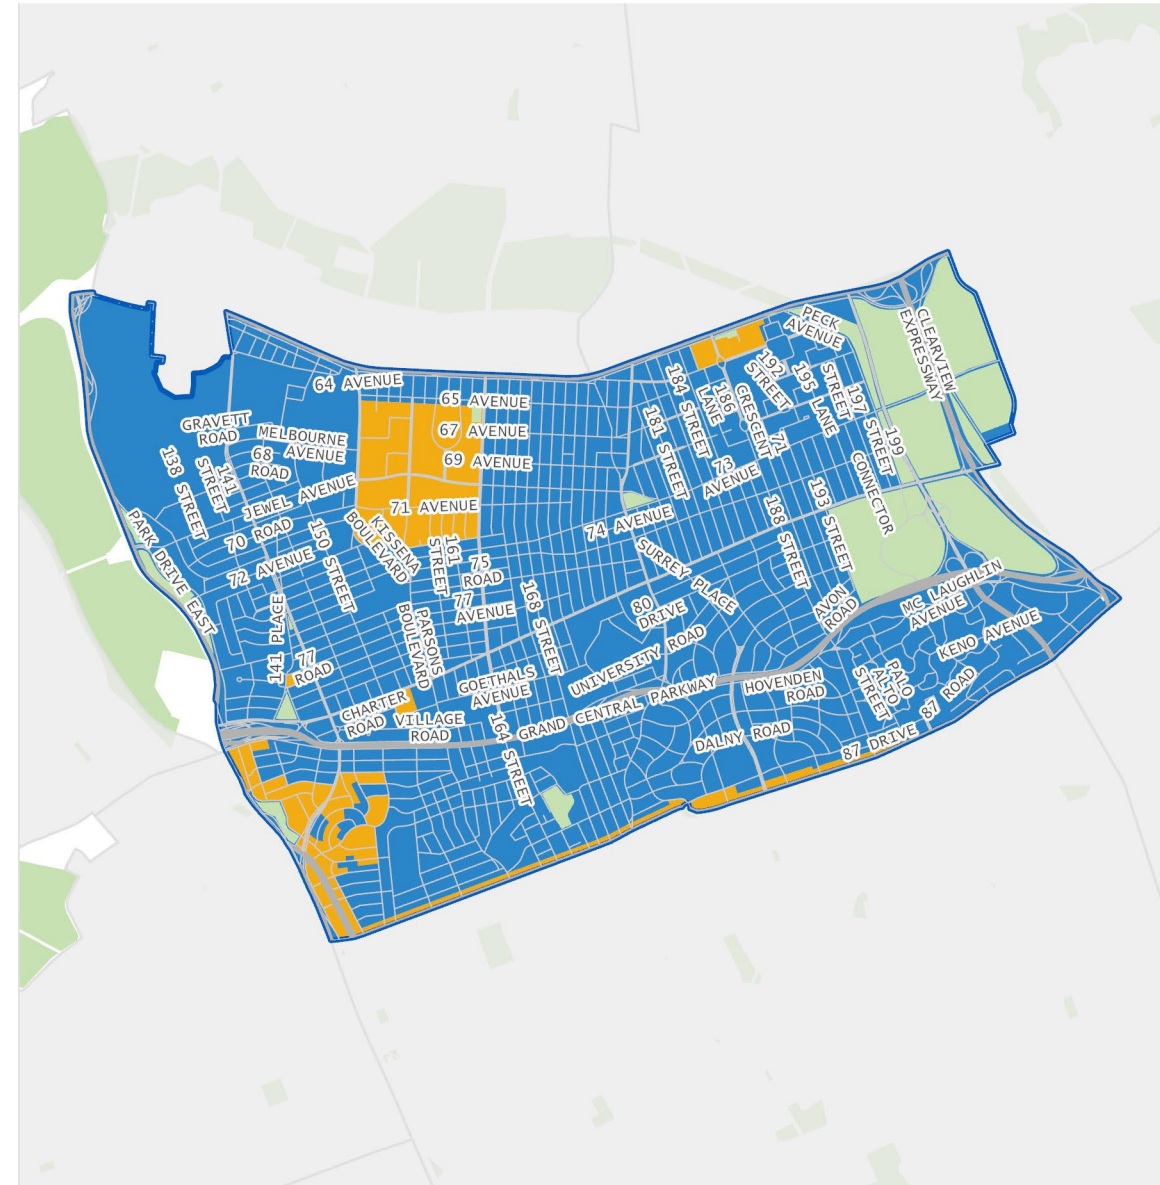 PECK
AVENUE
CLEARVIEW
EXPRESSWAY
64 AVENUE
65 AVENUE
192
STREET
195
LANE
184 STREET
186
LANE
CRESCENT
197
STREET
STREET
GRAVETT
ROAD
MELBOURNE
AVENUE
67 AVENUE
181 STREET
71
199
68
ROAD
69 AVENUE
73
AVENUE
138
STREET
141
STREET
JEWEL AVENUE
CONNECTOR
193 STREET
188
STREET
71 AVENUE
74 AVENUE
PARK DRIVE EAST
70 ROAD
150
STREET
KISSENA
BOULEVARD
161
STREET
SURREY PLACE
72 AVENUE
75
ROAD
77
AVENUE
168 STREET
80
DRIVE
AVON
ROAD
MC LAUGHLIN
AVENUE
141 PLACE
PARSONS
BOULEVARD
UNIVERSITY ROAD
KENO AVENUE
77
ROAD
GOETHALS
AVENUE
HOVENDEN
ROAD
PALO
ALTO
STREET
CHARTER
ROAD
VILLAGE
ROAD
GRAND CENTRAL PARKWAY
87 ROAD
164 STREET
DALNY ROAD
87 DRIVE